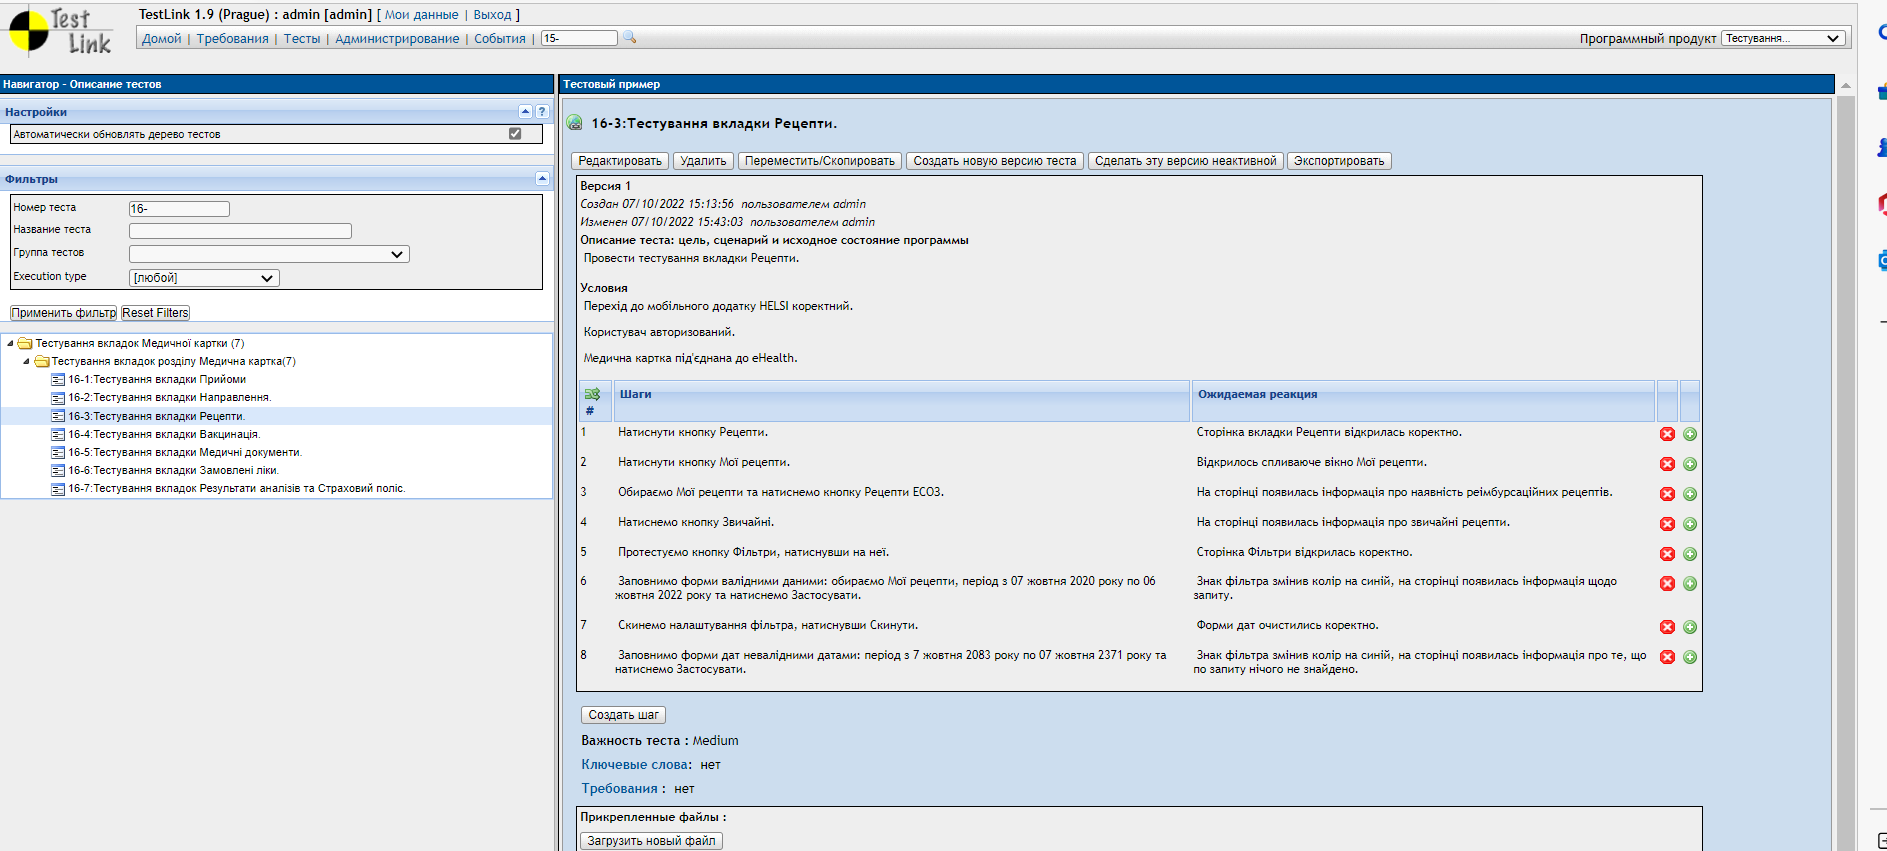 Test Link
TestLink 1.9 (Prague) : admin [admin] [ Мои данные | Выход ]
Домой | Требования | Тесты | Администрирование | События | 15-
Программный продукт Тестування...
Навигатор - Описание тестов
Настройки
Автоматически обновлять дерево тестов
Фильтры
Номер теста 16-
Название теста
Группа тестов
Execution type [любой]
Применить фильтр Reset Filters
Тестування вкладок Медичної картки (7)
Тестування вкладок розділу Медична картка(7)
16-1:Тестування вкладки Прийоми
16-2:Тестування вкладки Направлення.
16-3:Тестування вкладки Рецепти.
16-4:Тестування вкладки Вакцинація.
16-5:Тестування вкладки Медичні документи.
16-6:Тестування вкладки Замовлені ліки.
16-7:Тестування вкладок Результати аналізів та Страховий поліс.
Тестовый пример
16-3:Тестування вкладки Рецепти.
Редактировать Удалить Переместить/Скопировать Создать новую версию теста Сделать эту версию неактивной Экспортировать
Версия 1
Создан 07/10/2022 15:13:56 пользователем admin
Изменен 07/10/2022 15:43:03 пользователем admin
Описание теста: цель, сценарий и исходное состояние программы
Провести тестування вкладки Рецепти.
Условия
Перехід до мобільного додатку HELSI коректний.
Користувач авторизований.
Медична картка під'єднана до eHealth.
# Шаги Ожидаемая реакция
1 Натиснути кнопку Рецепти. Сторінка вкладки Рецепти відкрилась коректно.
2 Натиснути кнопку Мої рецепти. Відкрилось спливаюче вікно Мої рецепти.
3 Обираємо Мої рецепти та натиснемо кнопку Рецепти ЕСОЗ. На сторінці появилась інформація про наявність реімбурсаційних рецептів.
4 Натиснемо кнопку Звичайні. На сторінці появилась інформація про звичайні рецепти.
5 Протестуємо кнопку Фільтри, натиснувши на неї. Сторінка Фільтри відкрилась коректно.
6 Заповнимо форми валідними даними: обираємо Мої рецепти, період з 07 жовтня 2020 року по 06 Знак фільтра змінив колір на синій, на сторінці появилась інформація щодо
жовтня 2022 року та натиснемо Застосувати. запиту.
7 Скинемо налаштування фільтра, натиснувши Скинути. Форми дат очистились коректно.
8 Заповнимо форми дат невалідними датами: період з 7 жовтня 2083 року по 07 жовтня 2371 року та Знак фільтра змінив колір на синій, на сторінці появилась інформація про те, що
натиснемо Застосувати. по запиту нічого не знайдено.
Создать шаг
Важность теста : Medium
Ключевые слова: нет
Требования : нет
Прикрепленные файлы :
Загрузить новый файл